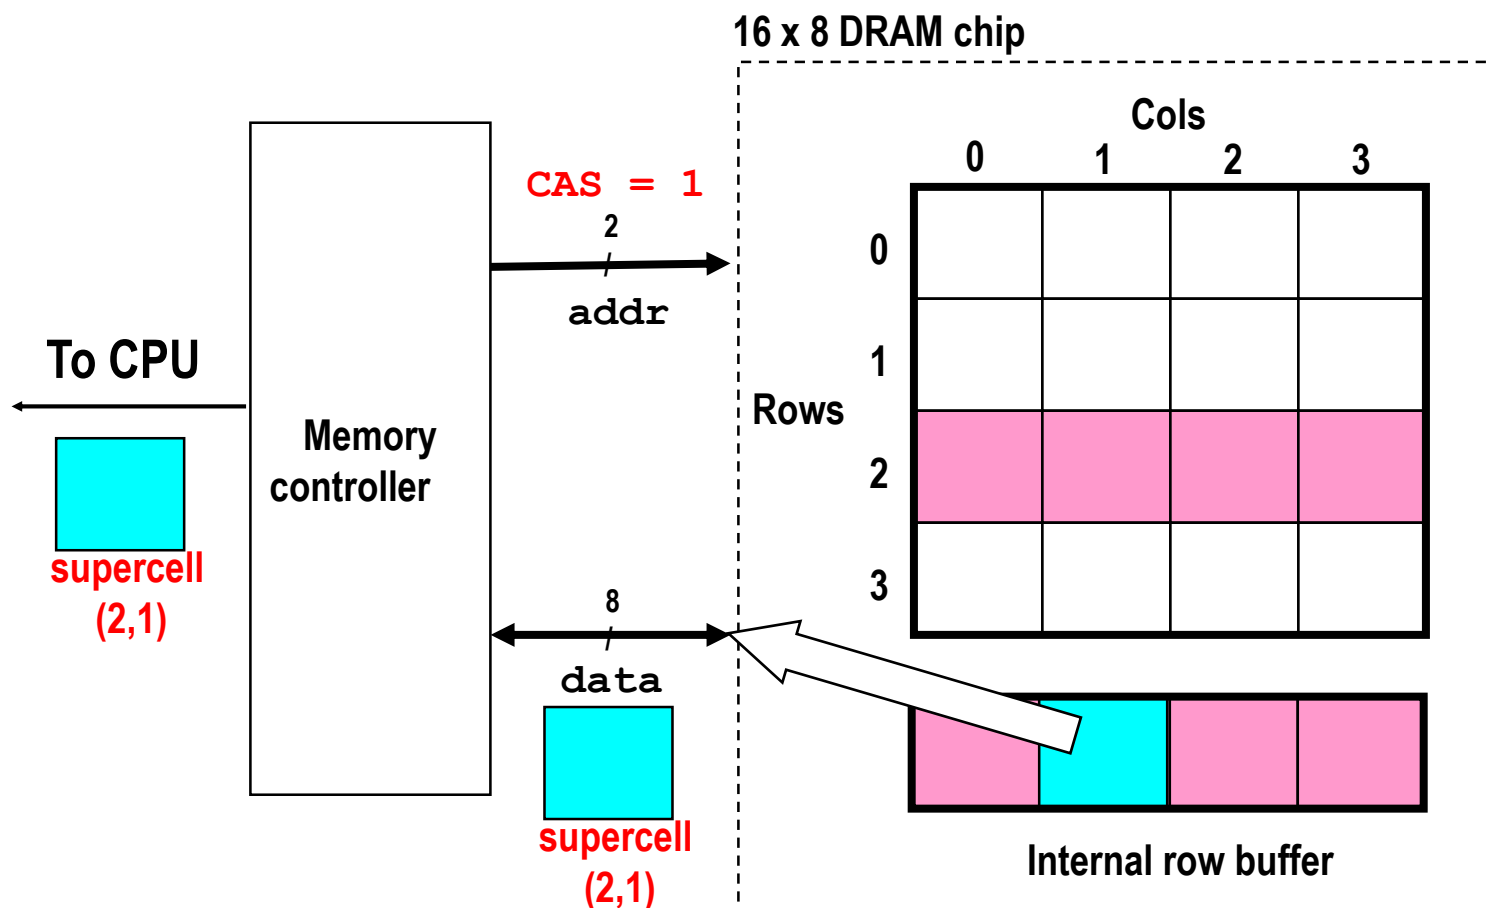 16 x 8 DRAM chip
Cols
0 1 2 3
CAS = 1
2
addr
0
1
Rows
2
3
To CPU
Memory
controller
supercell
(2,1)
8
data
supercell
(2,1)
Internal row buffer